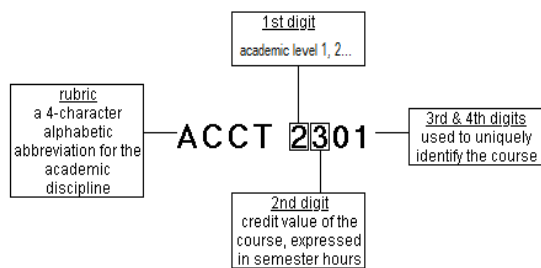 1st digit
academic level 1, 2...
rubric
a 4-character
alphabetic
abbreviation for the
academic
discipline
ACCT 2301
3rd & 4th digits
used to uniquely
identify the course
2nd digit
credit value of the
course, expressed
in semester hours